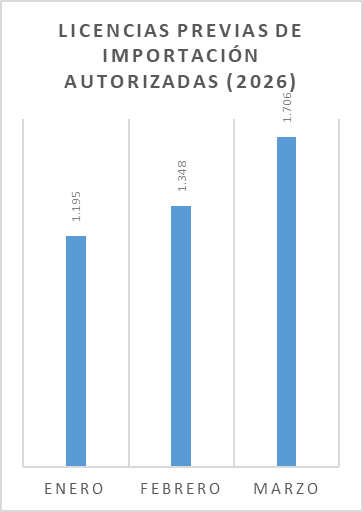 LICENCIAS PREVIAS DE
IMPORTACIÓN
AUTORIZADAS (2026)
1.195
1.348
1.706
ENERO
FEBRERO
MARZO